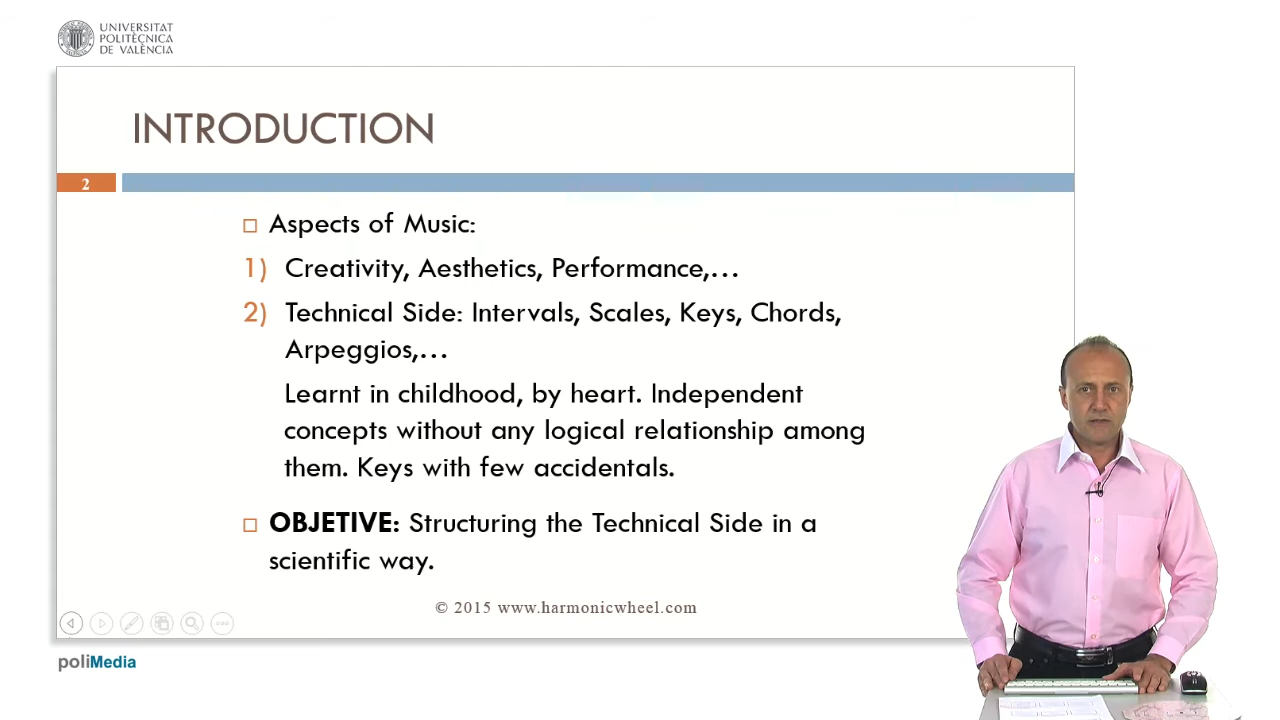 UNIVERSITAT
POLITÈCNICA
DE VALÈNCIA
INTRODUCTION
2
Aspects of Music:
1) Creativity, Aesthetics, Performance,…
2) Technical Side: Intervals, Scales, Keys, Chords,
Arpeggios,…
Learnt in childhood, by heart. Independent
concepts without any logical relationship among
them. Keys with few accidentals.
OBJETIVE: Structuring the Technical Side in a
scientific way.
© 2015 www.harmonicwheel.com
poliMedia